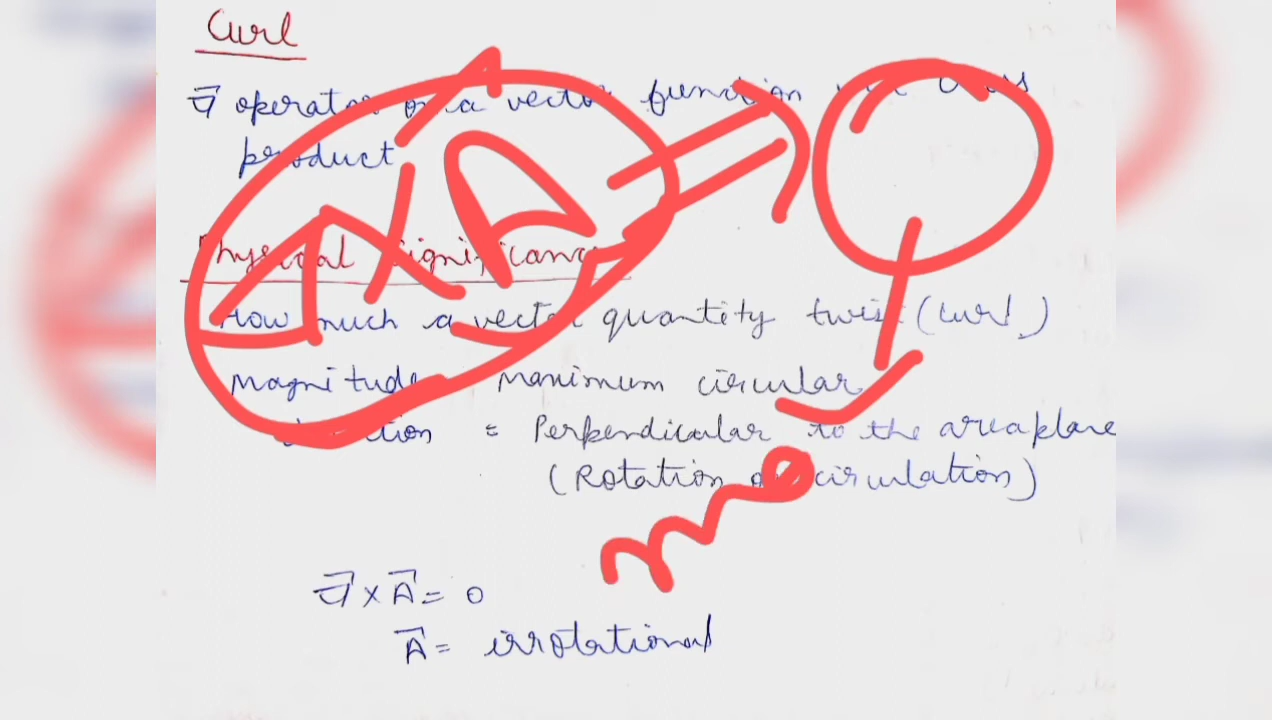 Curl
∇⃗ operator on a vector function with cross
product
Physical Significance
How much a vector quantity twist (curl)
Magnitude maximum circular
direction = Perpendicular to the area plane
(Rotation or circulation)
∇⃗ × A⃗ = 0
A⃗ = irrotational
∇ × A ⇒